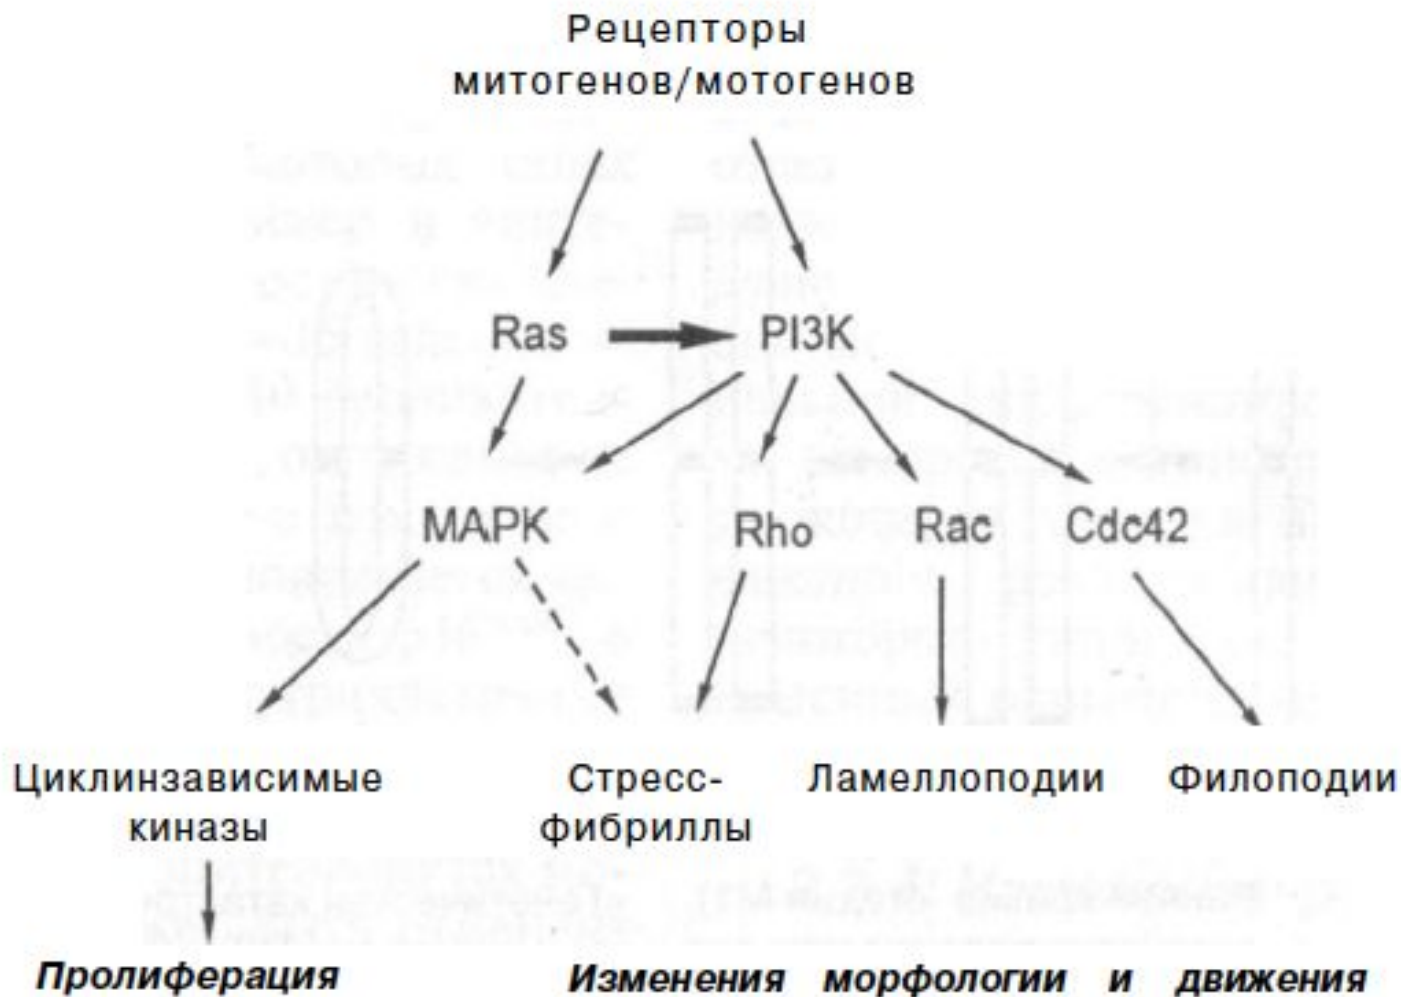 Рецепторы
митогенов/мотогенов
Ras PI3K
MAPK Rho Rac Cdc42
Циклинзависимые Стресс- Ламеллоподии Филоподии
киназы фибриллы
Пролиферация Изменения морфологии и движения